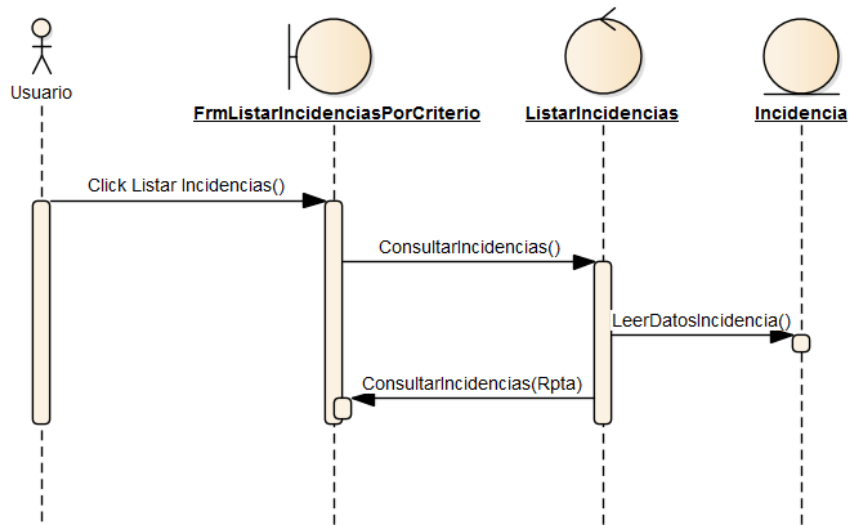 Usuario
FrmListarIncidenciasPorCriterio
ListarIncidencias
Incidencia
Click Listar Incidencias()
ConsultarIncidencias()
LeerDatosIncidencia()
ConsultarIncidencias(Rpta)